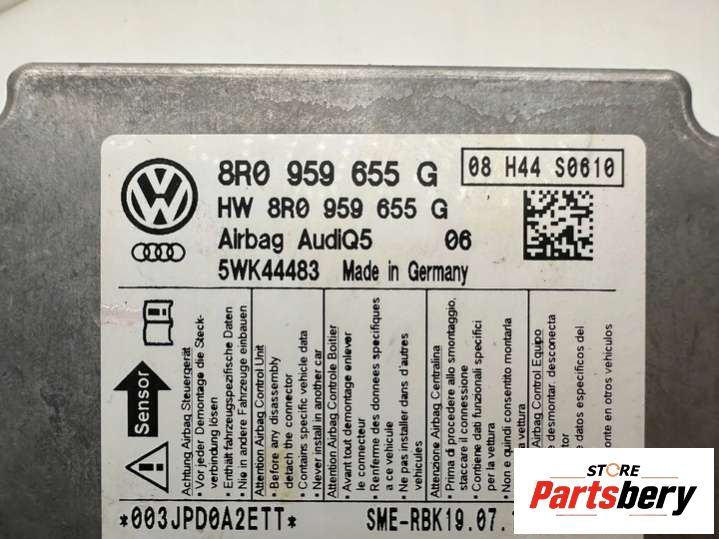 8R0 959 655 G
08 H44 S0610
HW 8R0 959 655 G
Airbag AudiQ5 06
5WK44483 Made in Germany
Sensor
Achtung Airbag Steuergerät
• Vor jeder Demontage die Steck-
verbindung lösen
• Enthält fahrzeugspezifische Daten
• Nie in andere Fahrzeuge einbauen
Attention Airbag Control Unit
• Before any disassembly
detach the connector
• Contains specific vehicle data
• Never install in another car
Attention Airbag Controle Boitier
• Avant tout demontage enlever
le connecteur
• Renferme des donnees specifiques
a ce vehicule
• Ne pas installer dans d'autres
vehicules
Attenzione Airbag Centralina
• Prima di procedere allo smontaggio,
staccare il connessione
• Contiene dati funzionali specifici
per la vettura
• Non e quindi consentito montarla
vettura
Airbag Control Equipo
desmontar, desconecta
tor
datos especificos del
onte en otros vehiculos
*003JPD0A2ETT*
SME-RBK19.07.
STORE
Partsbery